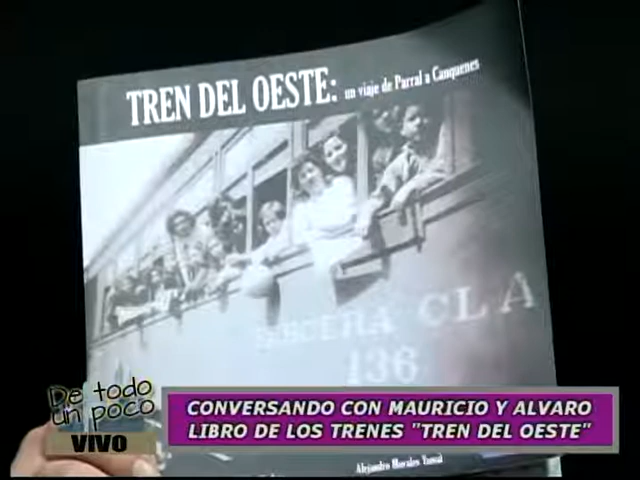 TREN DEL OESTE: un viaje de Parral a Cauquenes
TERCERA CLA
136
De todo
un poco
VIVO
CONVERSANDO CON MAURICIO Y ALVARO
LIBRO DE LOS TRENES "TREN DEL OESTE"
Alejandro Morales Yamal